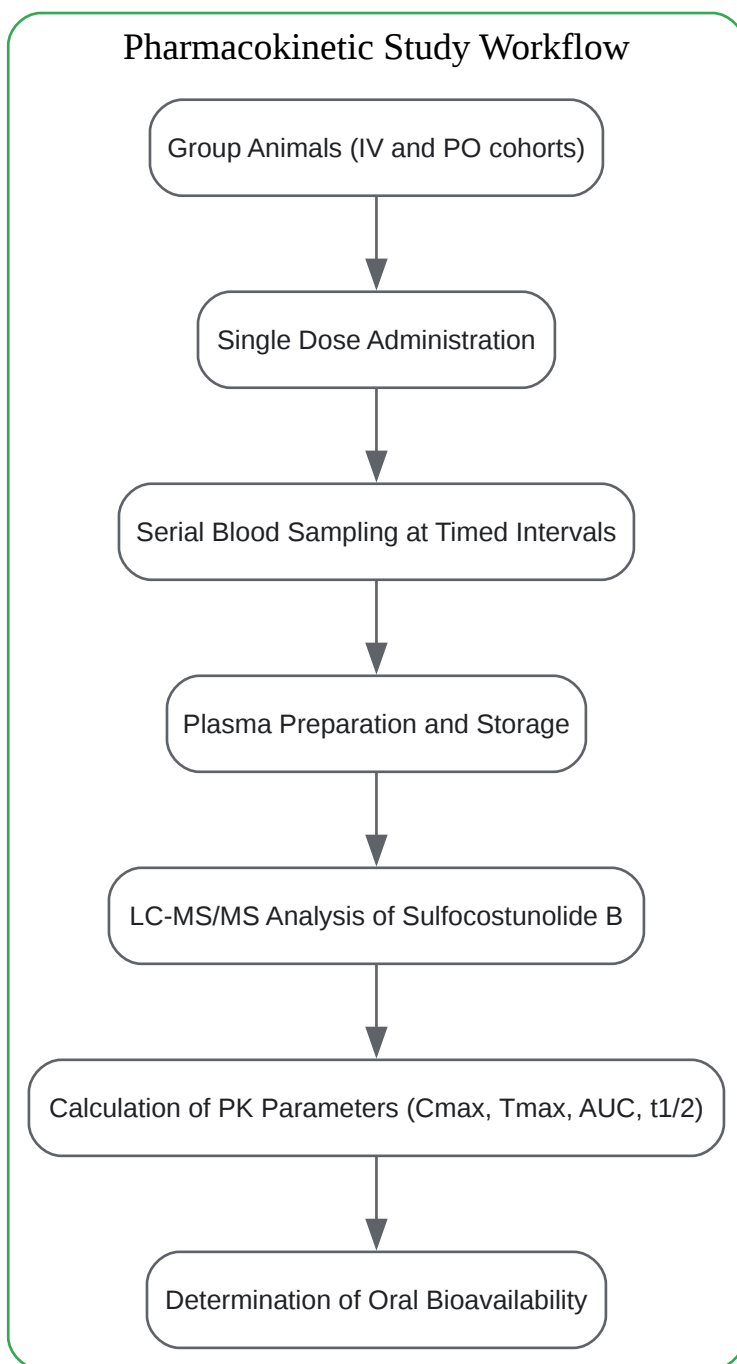 Pharmacokinetic Study Workflow
Group Animals (IV and PO cohorts)
Single Dose Administration
Serial Blood Sampling at Timed Intervals
Plasma Preparation and Storage
LC-MS/MS Analysis of Sulfocostunolide B
Calculation of PK Parameters (Cmax, Tmax, AUC, t1/2)
Determination of Oral Bioavailability